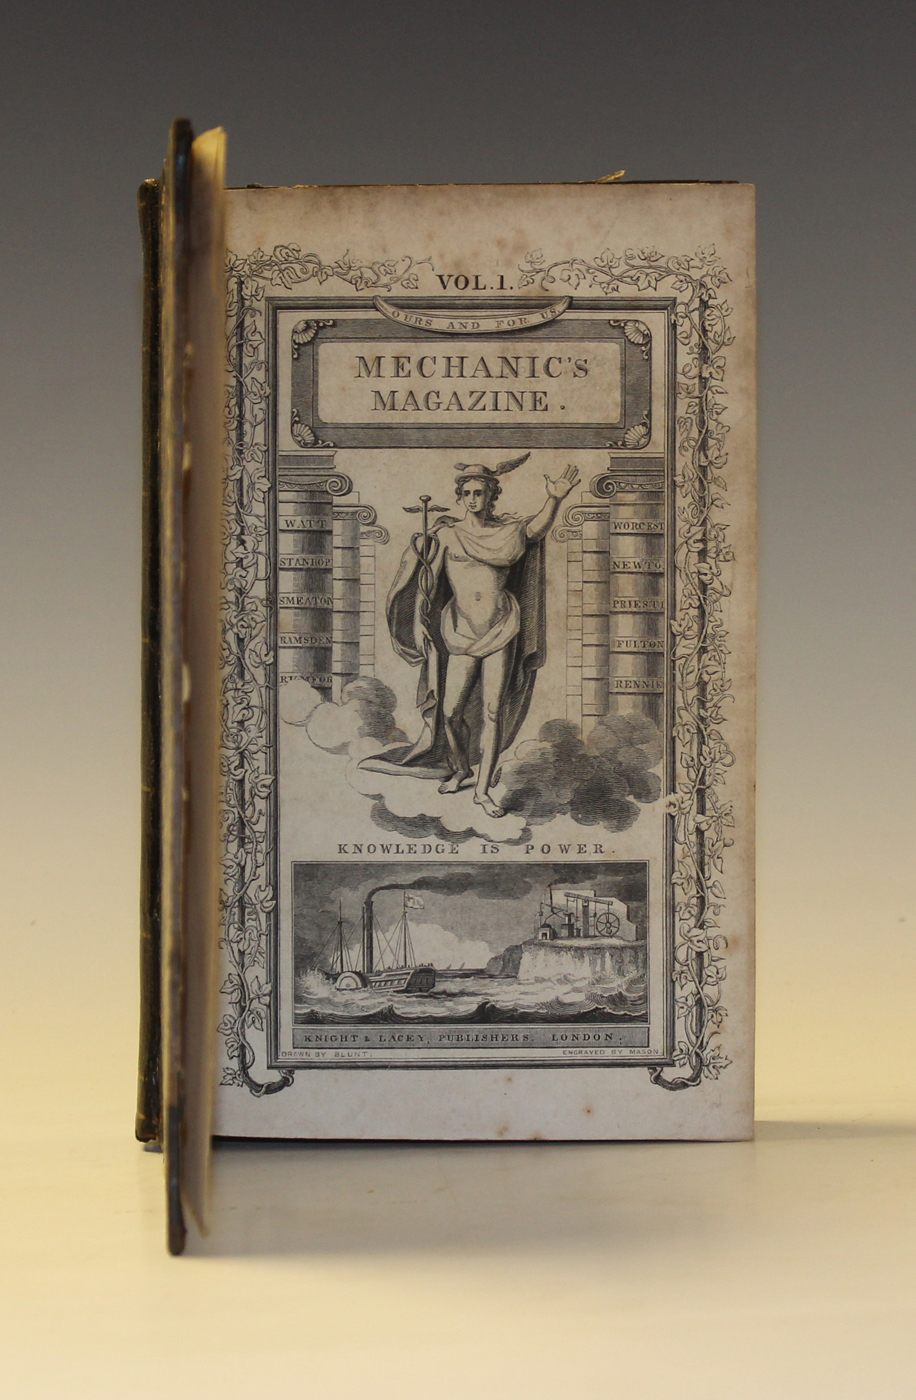 VOL. 1.
OURS AND FOR US
MECHANIC'S
MAGAZINE.
WATT
STANHOP
SMEATON
RAMSDEN
RUMFOR
WORCEST
NEWTO
PRIESTL
FULTON
RENNIE
KNOWLEDGE IS POWER.
KNIGHT & LACEY, PUBLISHERS. LONDON.
DRAWN BY BLUNT.
ENGRAVED BY MASON